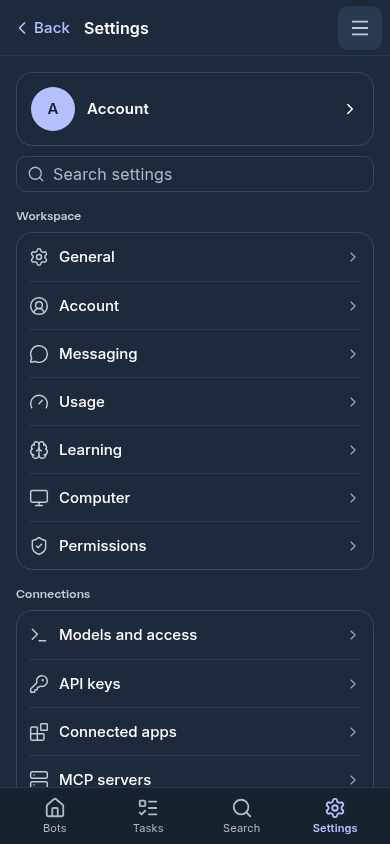 Back Settings
A Account
Search settings
Workspace
General
Account
Messaging
Usage
Learning
Computer
Permissions
Connections
Models and access
API keys
Connected apps
MCP servers
Bots Tasks Search Settings